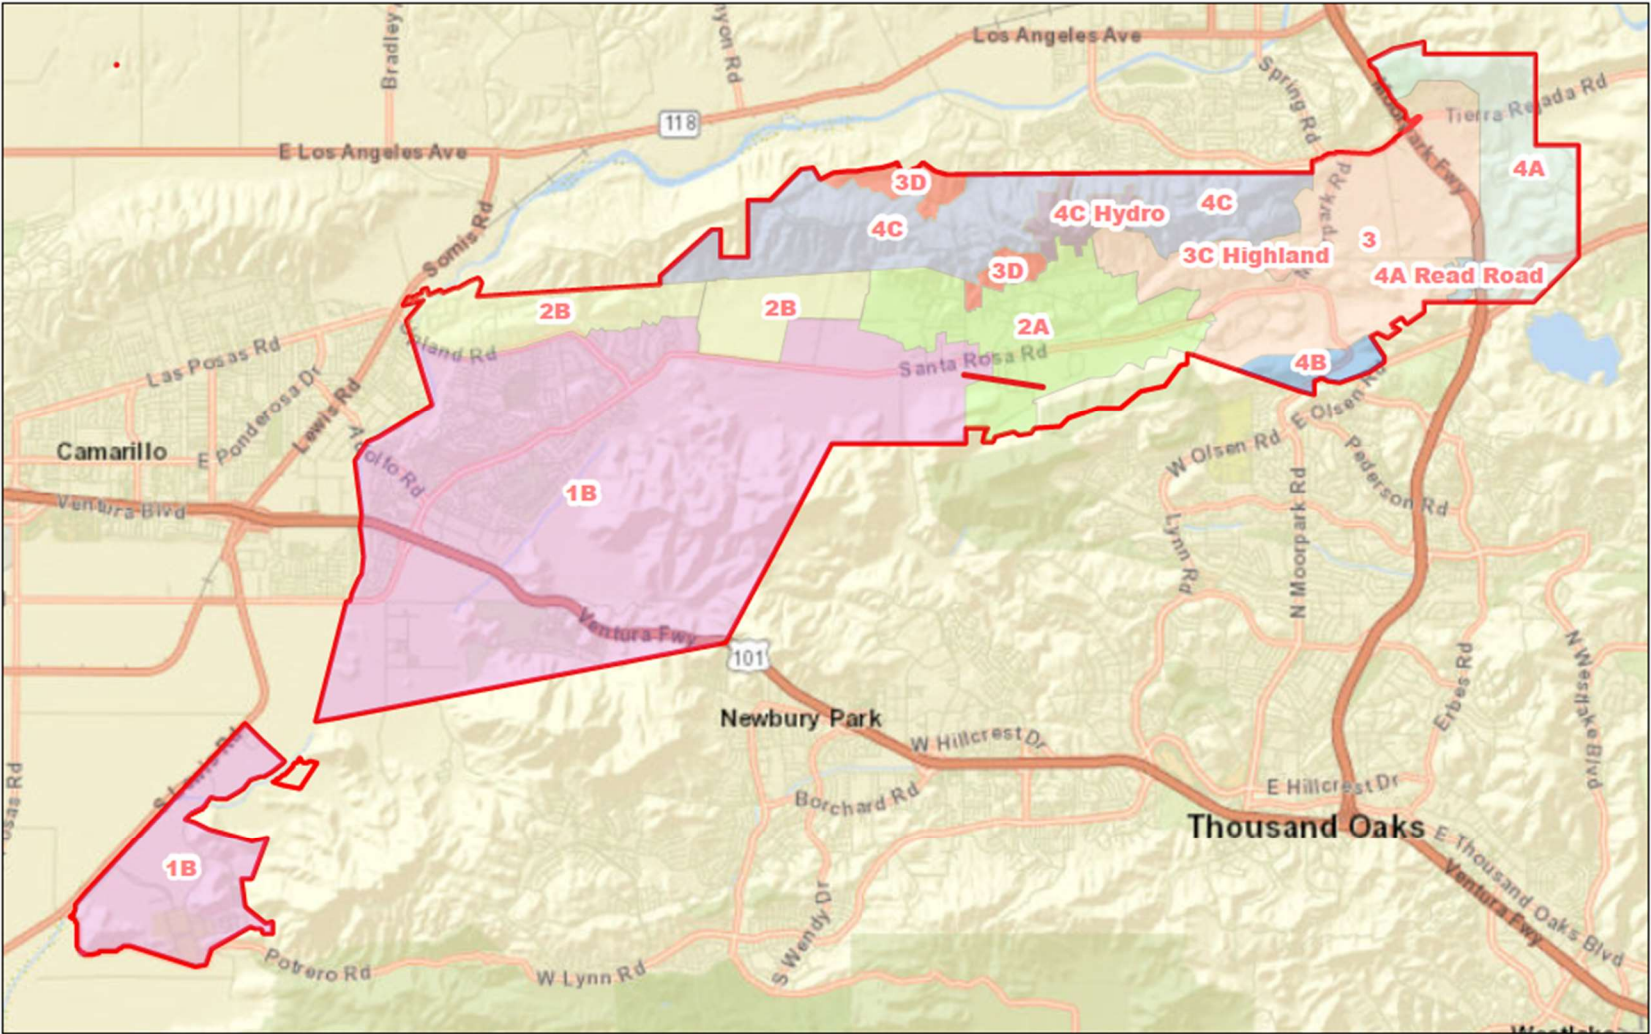 Bradley
nyon Rd
Los Angeles Ave
118
Spring Rd
Tierra Rejada Rd
E Los Angeles Ave
4A
3D
4C
4C Hydro
4C
3
Somis Rd
3C Highland
4A Read Road
3D
2B
2B
2A
Las Posas Rd
Santa Rosa Rd
4B
E Ponderosa Dr
Lewis Rd
E Olsen Rd
W Olsen Rd
Camarillo
Pederson Rd
Ventura Blvd
1B
Lynn Rd
N Moorpark Rd
Ventura Fwy
101
Newbury Park
W Hillcrest Dr
Erbes Rd
N Westlake Blvd
E Hillcrest Dr
Borchard Rd
Thousand Oaks
E Thousand Oaks Blvd
1B
Ventura Fwy
S Wendy Dr
Potrero Rd
W Lynn Rd